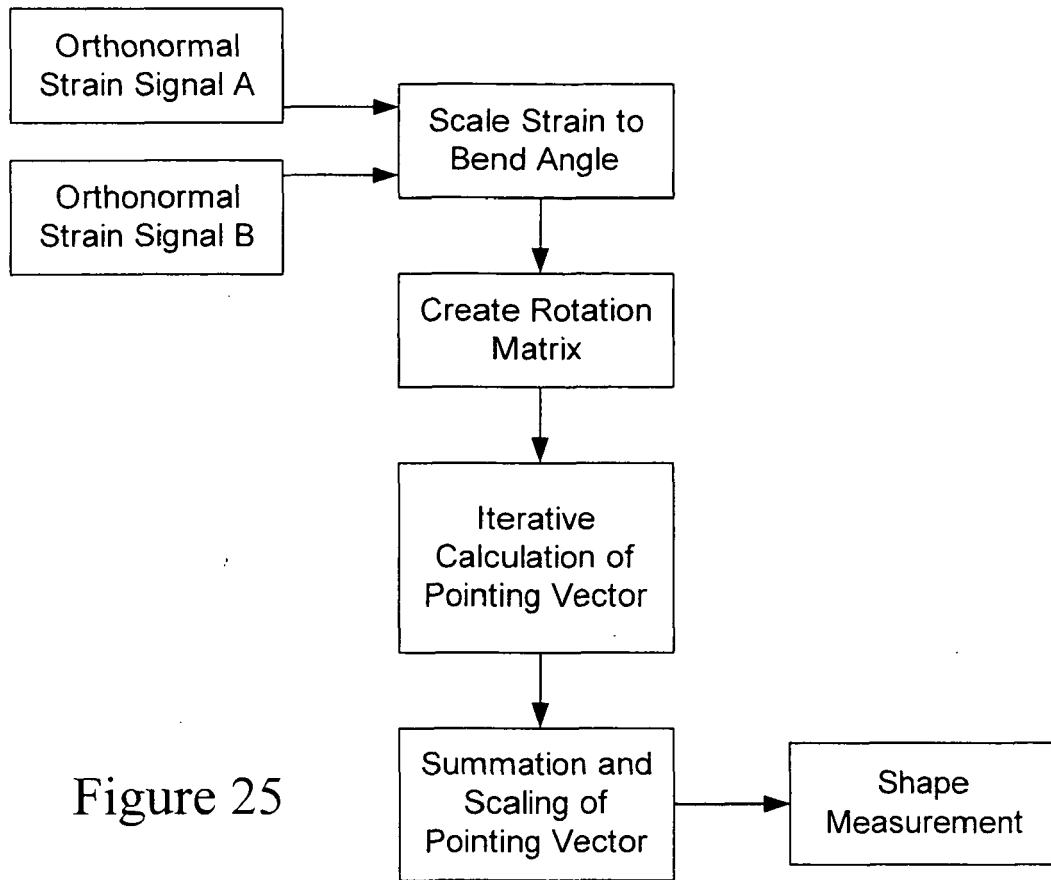 Orthonormal
Strain Signal A
Scale Strain to
Bend Angle
Orthonormal
Strain Signal B
Create Rotation
Matrix
Iterative
Calculation of
Pointing Vector
Summation and
Scaling of
Pointing Vector
Shape
Measurement
Figure 25